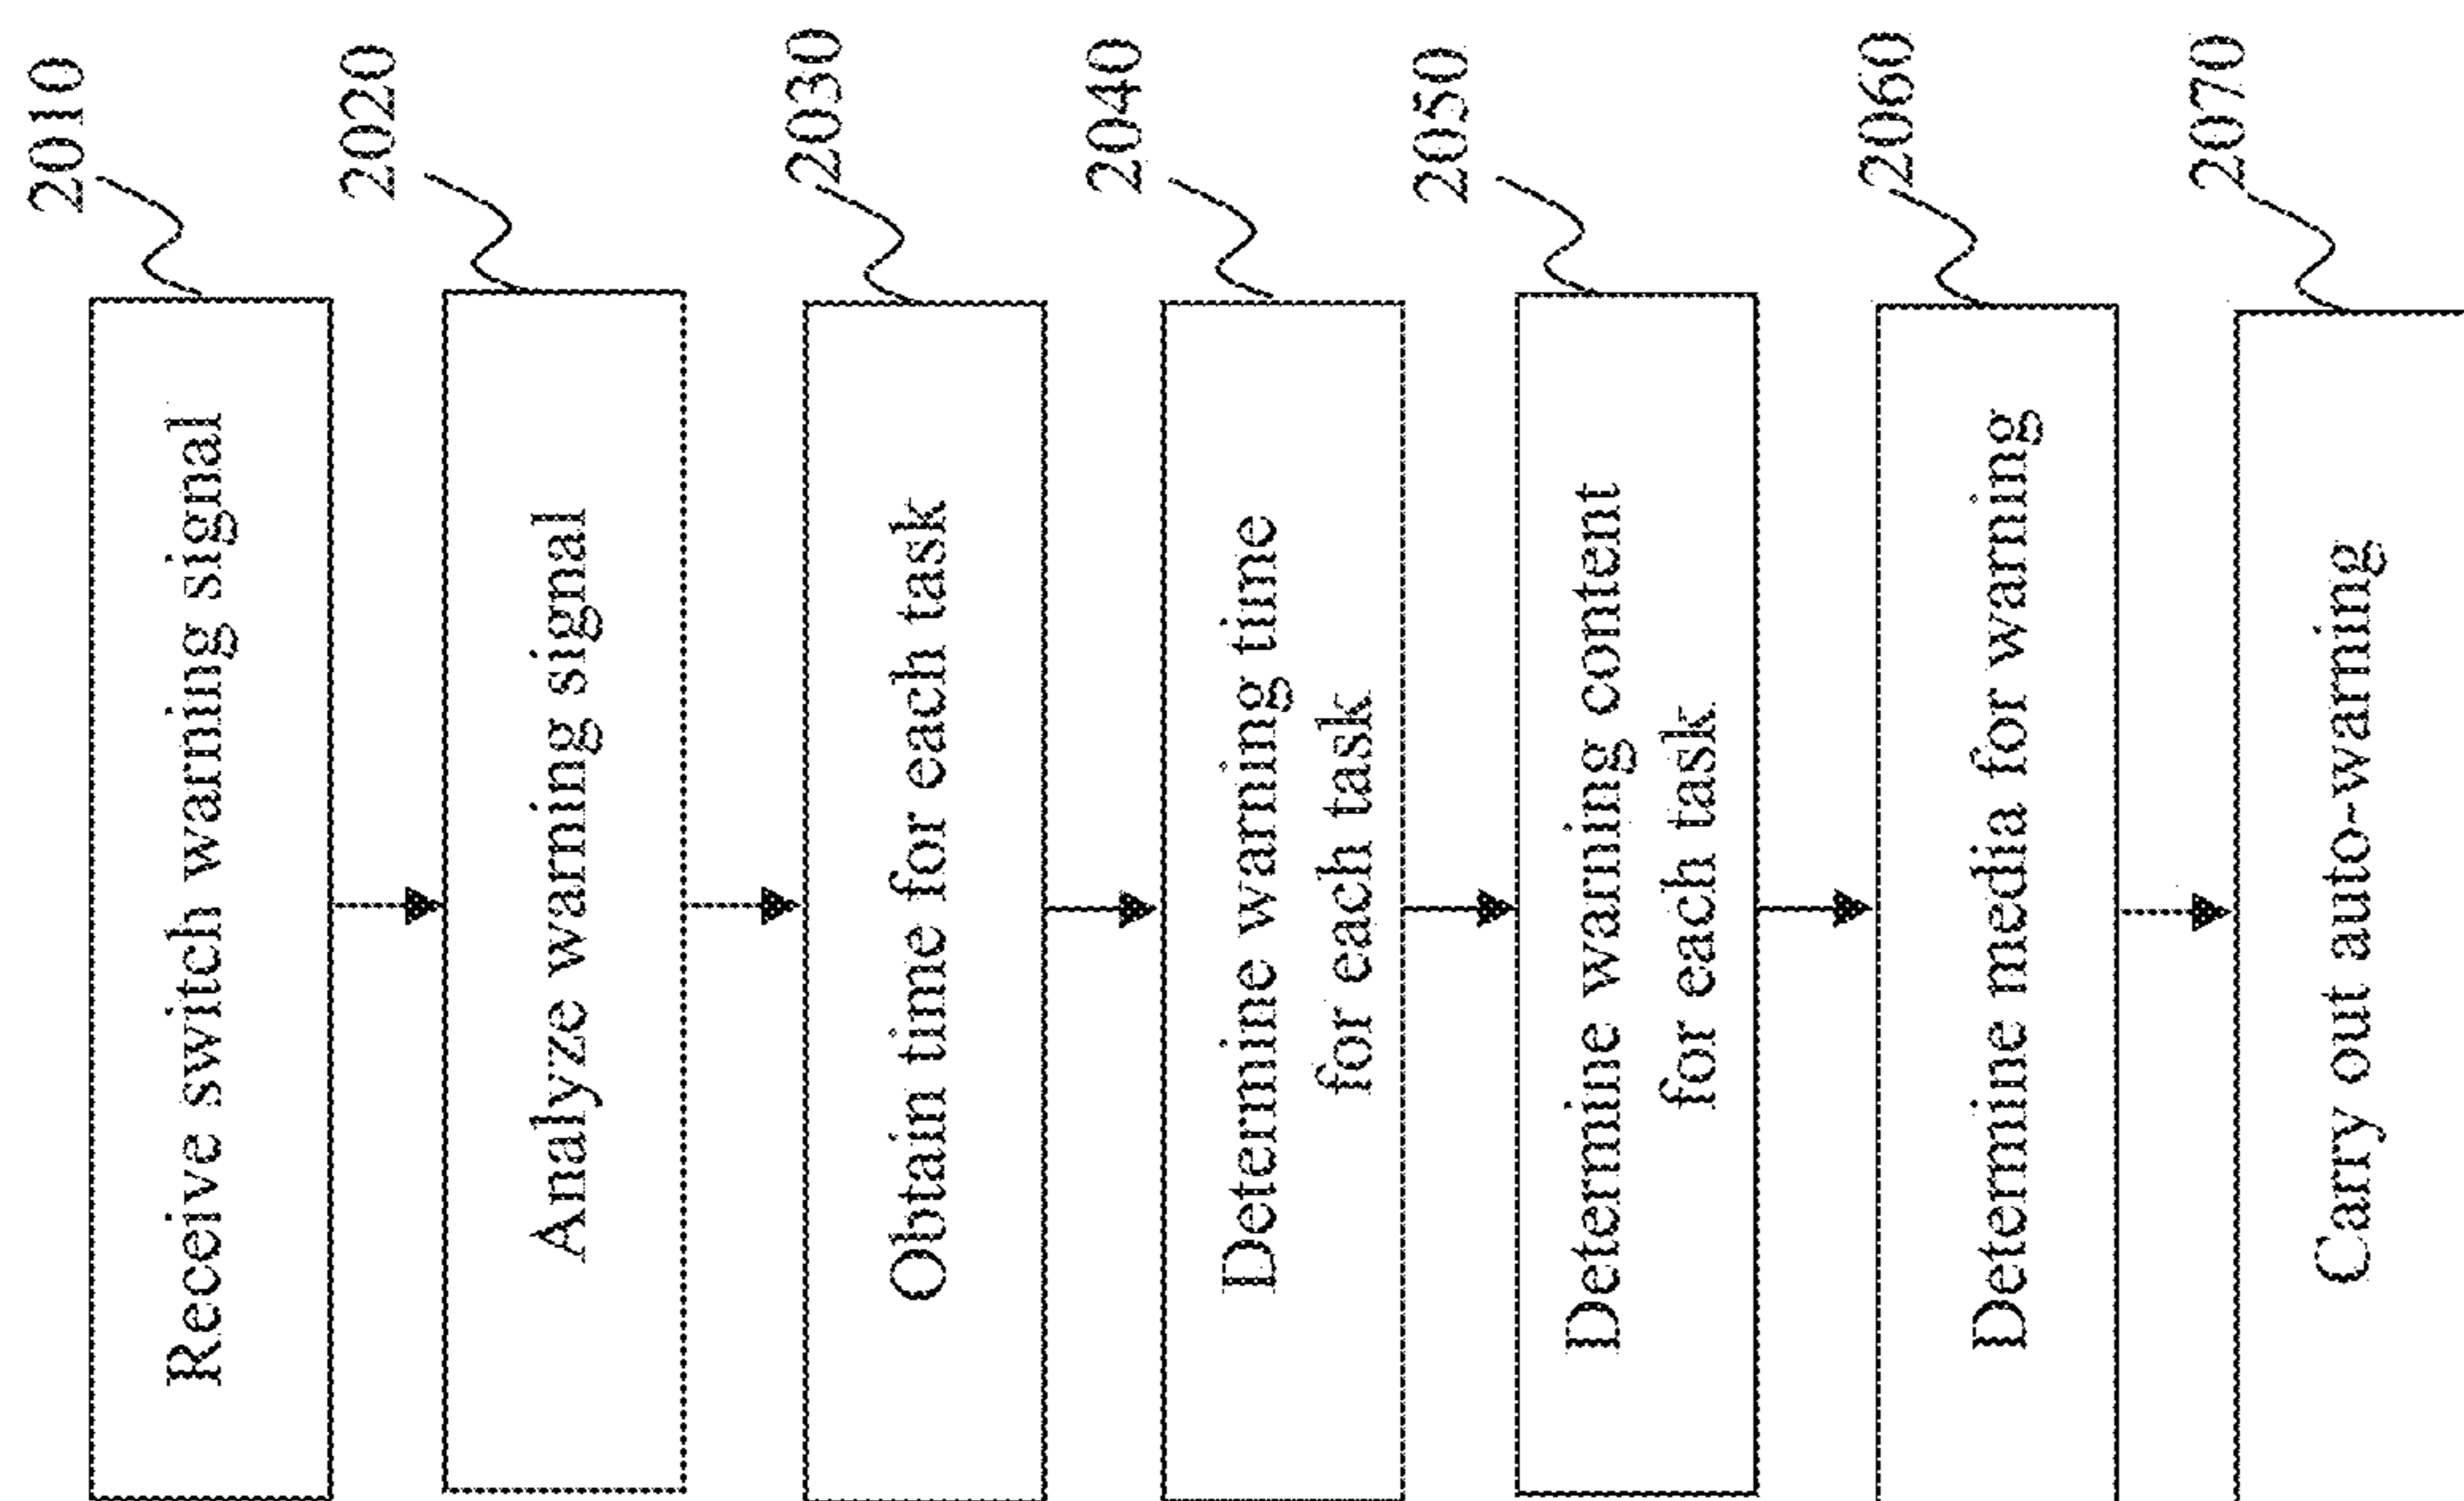 2010
Receive switch warning signal
2020
Analyze warning signal
2030
Obtain time for each task
2040
Determine warning time
for each task
2050
Determine warning content
for each task
2060
Determine media for warning
2070
Carry out auto-warning